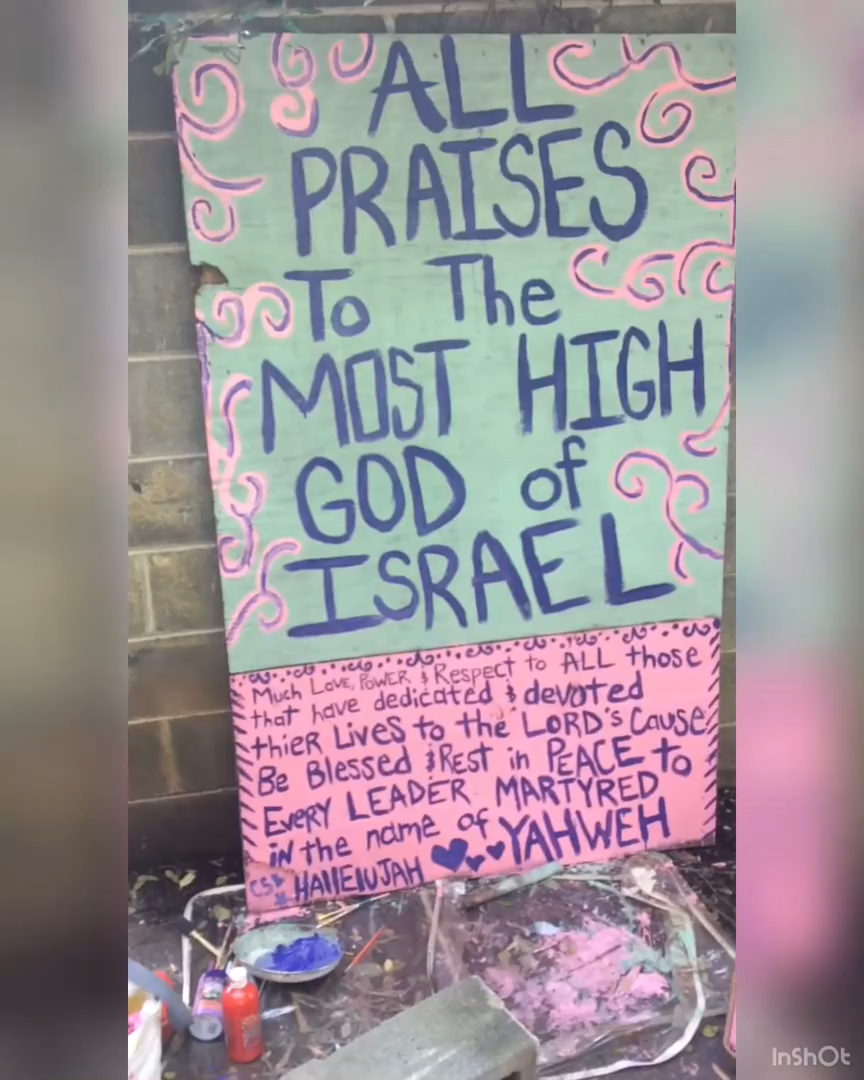 ALL
PRAISES
To The
MOST HIGH
GOD of
ISRAEL
Much Love, POWER & Respect to ALL those
that have dedicated & devoted
thier Lives to the LORD's Cause
Be Blessed & REST in PEACE to
EveRY LEADER MARTYRED
iN the name of YAHWEH
HAllELUJAH
InShOt